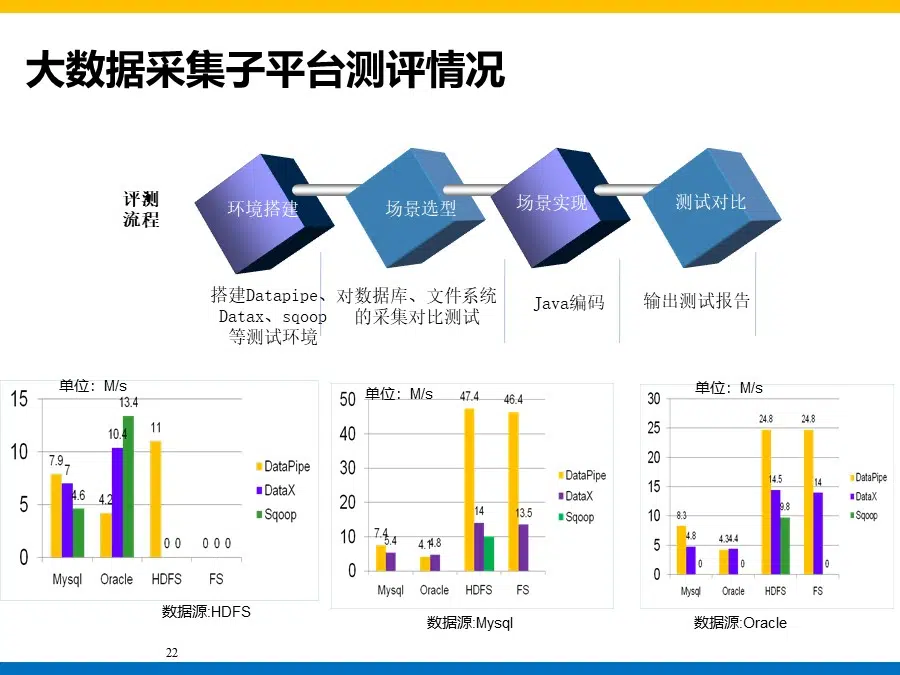 大数据采集子平台测评情况
评测
流程
环境搭建
场景选型
场景实现
测试对比
搭建Datapipe、
Datax、sqoop
等测试环境
对数据库、文件系统
的采集对比测试
Java编码
输出测试报告
单位：M/s
15
10
5
0
7.9
7
4.6
4.2
10.4
13.4
11
0 0
0 0 0
Mysql Oracle HDFS FS
DataPipe
DataX
Sqoop
数据源:HDFS
单位：M/s
50
40
30
20
10
0
7.4
5.4
4.1
4.8
47.4
14
46.4
13.5
Mysql Oracle HDFS FS
DataPipe
DataX
Sqoop
数据源:Mysql
单位：M/s
30
25
20
15
10
5
0
8.3
4.8
0
4.3
4.4
0
24.8
14.5
9.8
24.8
14
0
Mysql Oracle HDFS FS
DataPipe
DataX
Sqoop
数据源:Oracle
22